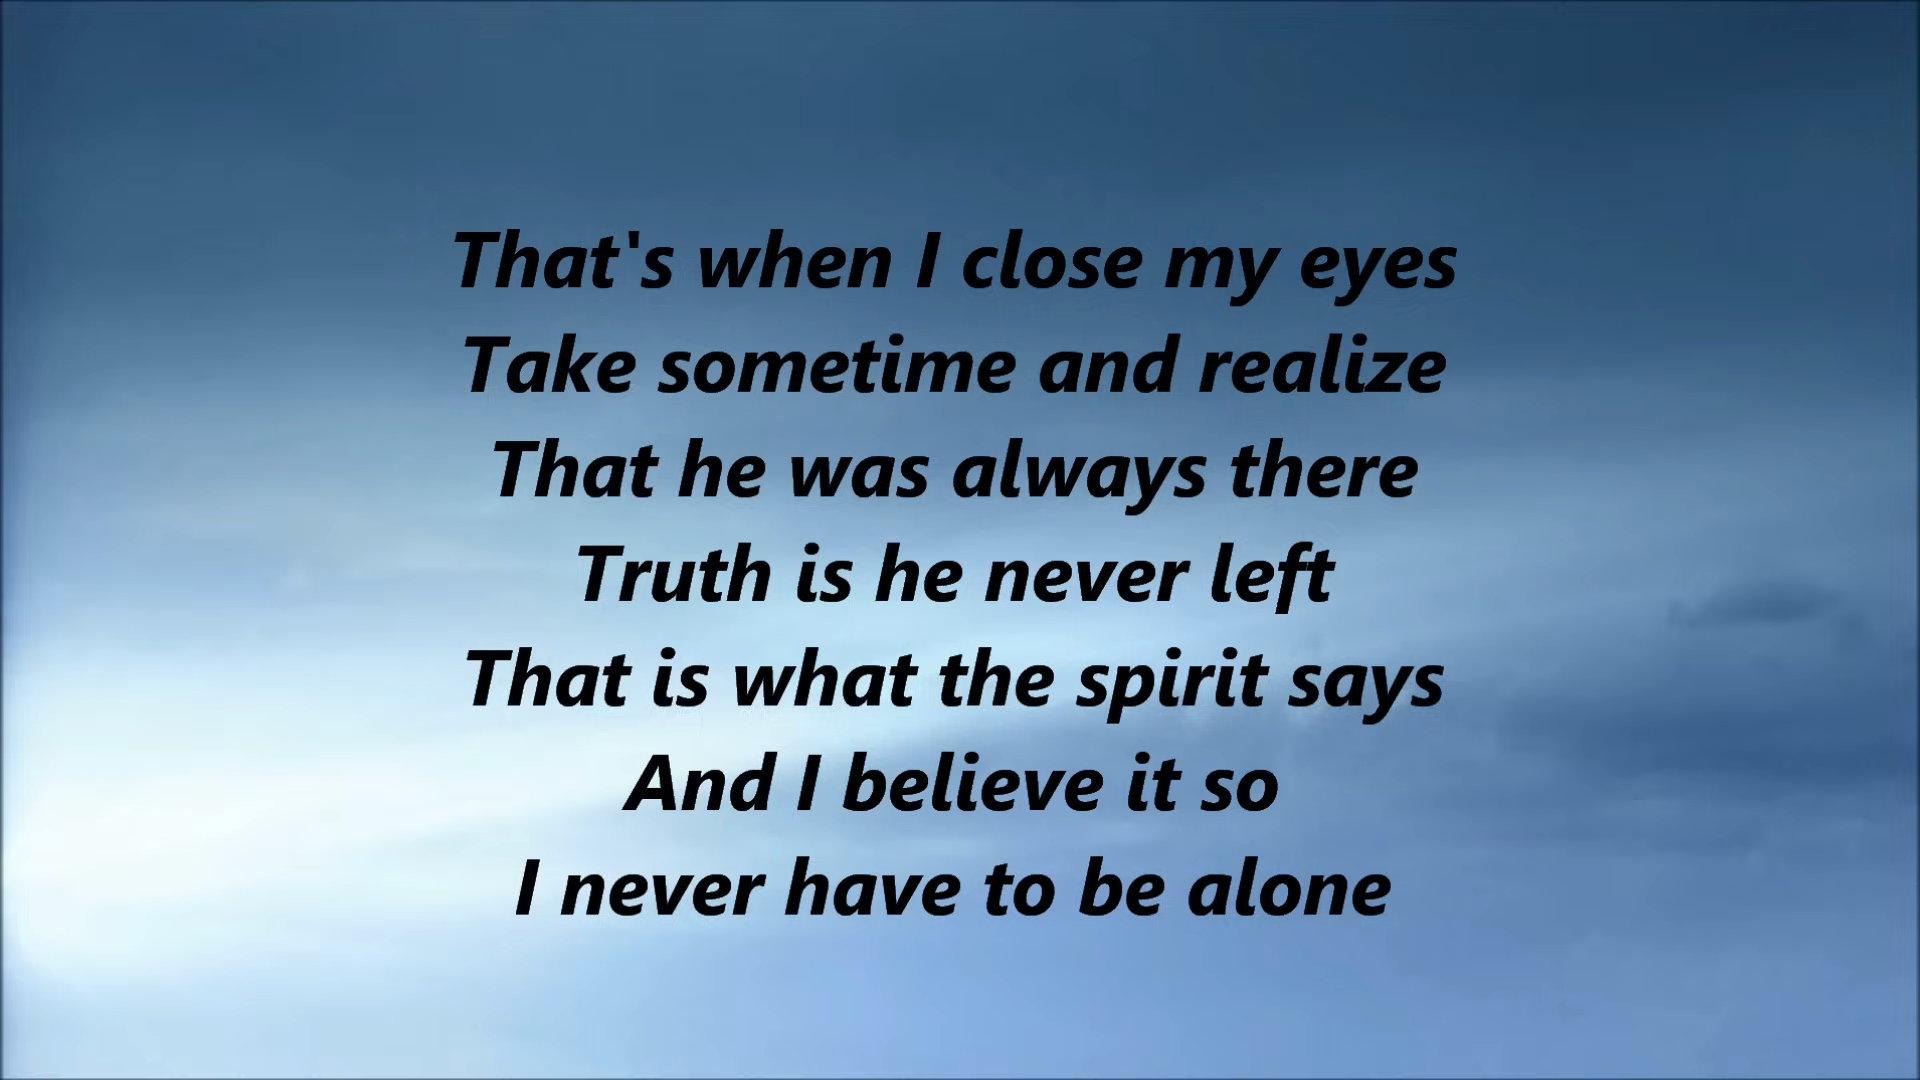 That's when I close my eyes
Take sometime and realize
That he was always there
Truth is he never left
That is what the spirit says
And I believe it so
I never have to be alone